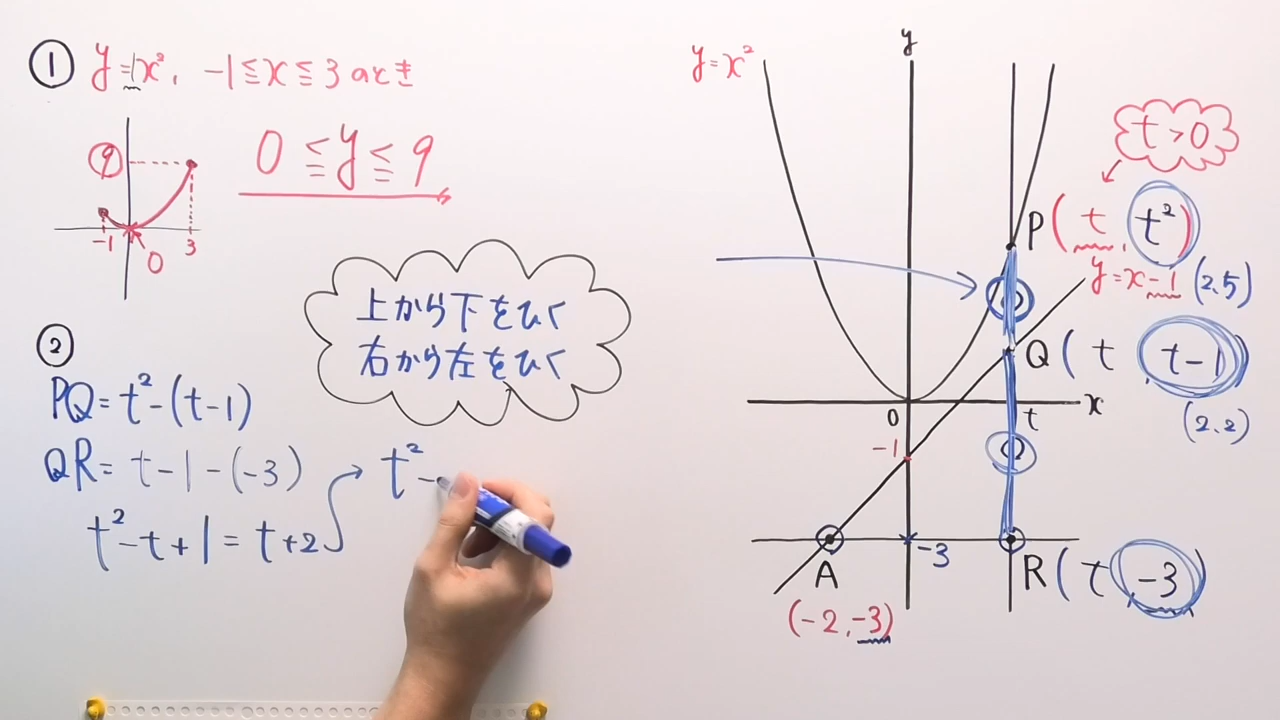 ① y=1x², -1≦x≦3のとき
0≦y≦9
9
-1
3
0
上から下をひく
右から左をひく
②
PQ=t²-(t-1)
QR=t-1-(-3)
t²-t+1=t+2
t²-
y
y=x²
t>0
P(t,t²)
y=x-1
(2,5)
Q(t t-1)
(2,2)
0
t
x
-1
-3
A
(-2,-3)
R(t,-3)